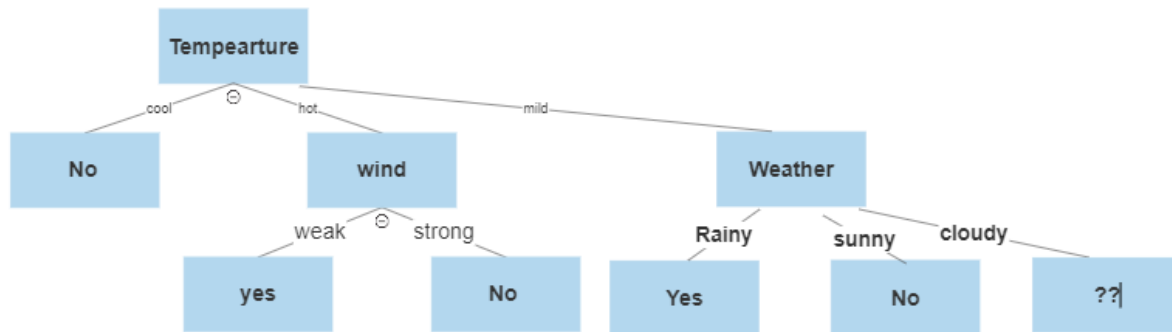 Tempearture
cool
hot
mild
No
wind
Weather
weak
strong
Rainy
sunny
cloudy
yes
No
Yes
No
??